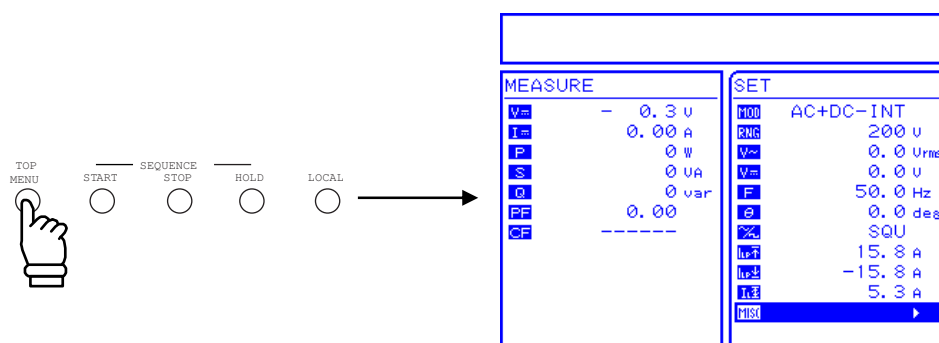 TOP
MENU
SEQUENCE
START
STOP
HOLD
LOCAL
MEASURE
V= - 0.3 V
I= 0.00 A
P 0 W
S 0 VA
Q 0 var
PF 0.00
CF ------
SET
MOD AC+DC-INT
RNG 200 V
V~ 0.0 Vrms
V= 0.0 V
F 50.0 Hz
θ 0.0 deg
SQU
15.8 A
-15.8 A
5.3 A
MISC